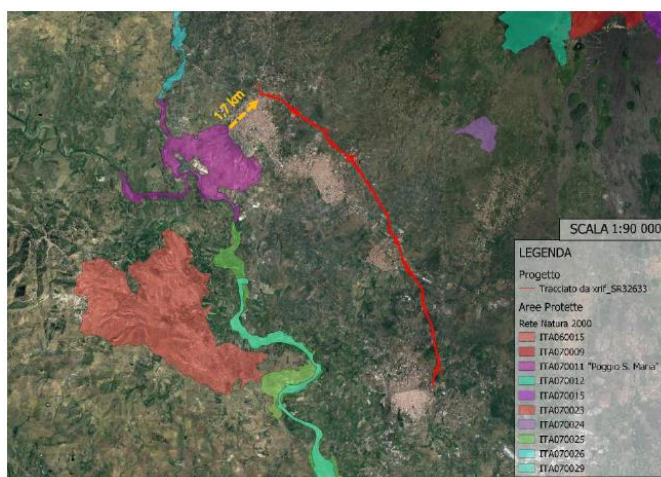 1,7 km
SCALA 1:90 000
LEGENDA
Progetto
Tracciato da xrif_SR32633
Aree Protette
Rete Natura 2000
ITA060015
ITA070009
ITA070011 "Poggio S. Maria"
ITA070012
ITA070015
ITA070023
ITA070024
ITA070025
ITA070026
ITA070029